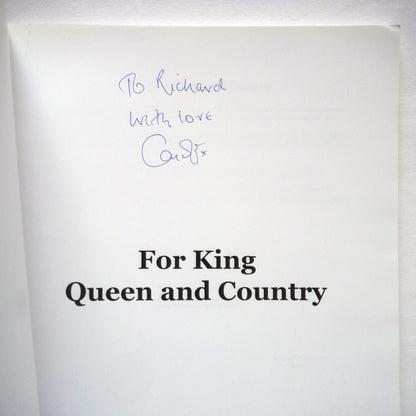 To Richard
with love
For King
Queen and Country